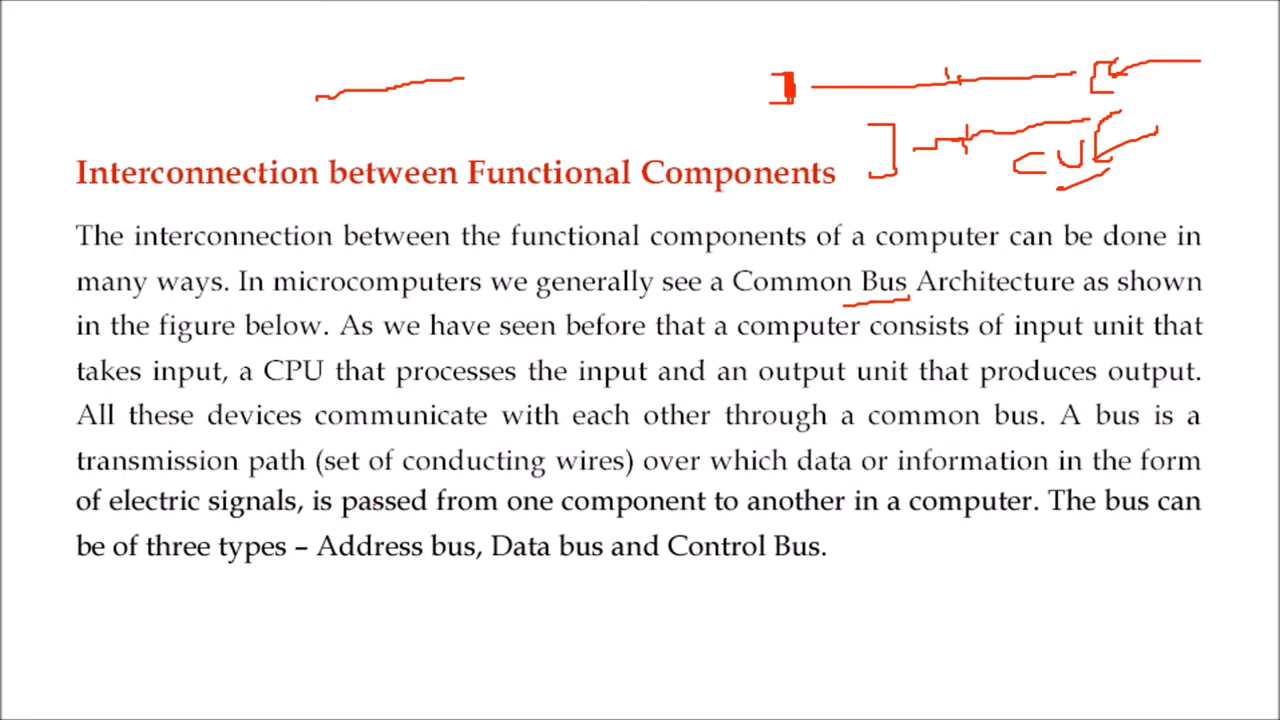 CU
Interconnection between Functional Components
The interconnection between the functional components of a computer can be done in
many ways. In microcomputers we generally see a Common Bus Architecture as shown
in the figure below. As we have seen before that a computer consists of input unit that
takes input, a CPU that processes the input and an output unit that produces output.
All these devices communicate with each other through a common bus. A bus is a
transmission path (set of conducting wires) over which data or information in the form
of electric signals, is passed from one component to another in a computer. The bus can
be of three types – Address bus, Data bus and Control Bus.